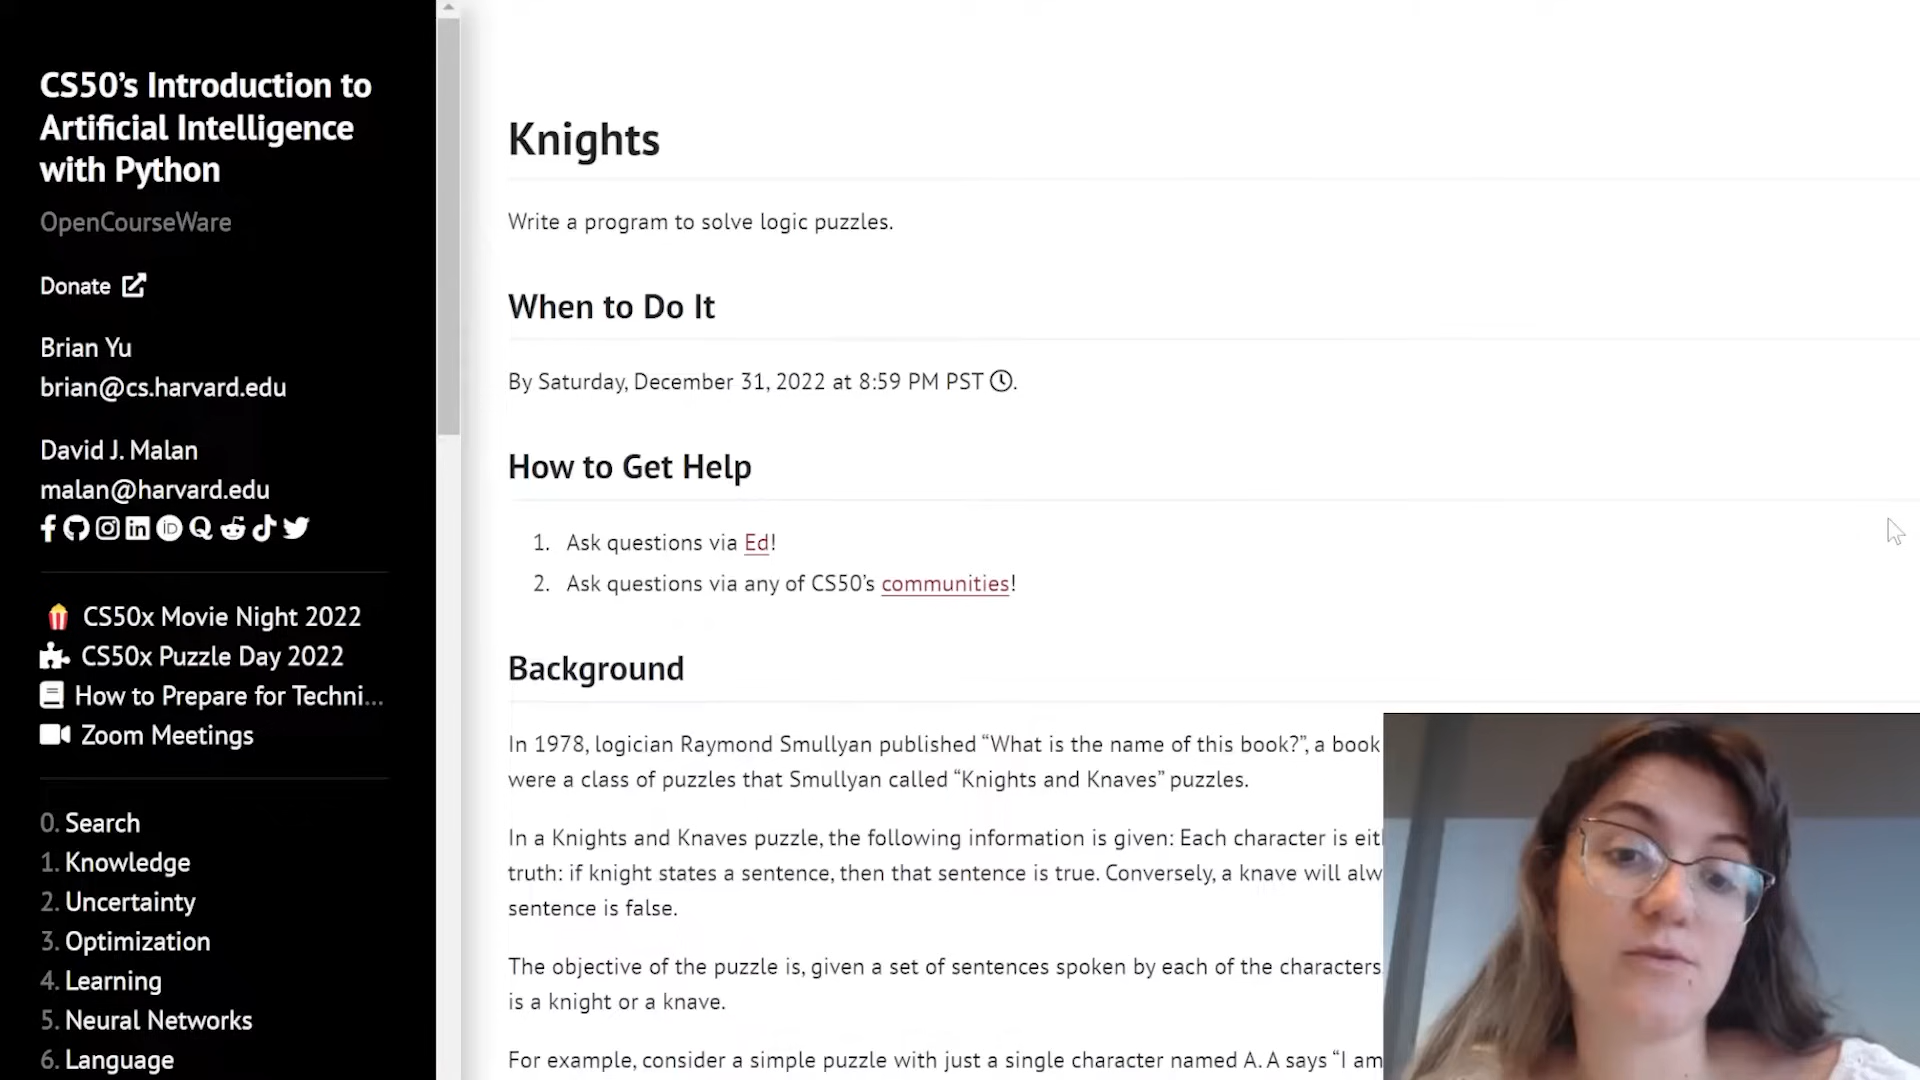 CS50’s Introduction to
Artificial Intelligence
with Python
OpenCourseWare
Donate
Brian Yu
brian@cs.harvard.edu
David J. Malan
malan@harvard.edu
CS50x Movie Night 2022
CS50x Puzzle Day 2022
How to Prepare for Techni...
Zoom Meetings
0. Search
1. Knowledge
2. Uncertainty
3. Optimization
4. Learning
5. Neural Networks
6. Language
Knights
Write a program to solve logic puzzles.
When to Do It
By Saturday, December 31, 2022 at 8:59 PM PST.
How to Get Help
1. Ask questions via Ed!
2. Ask questions via any of CS50’s communities!
Background
In 1978, logician Raymond Smullyan published “What is the name of this book?”, a book
were a class of puzzles that Smullyan called “Knights and Knaves” puzzles.
In a Knights and Knaves puzzle, the following information is given: Each character is
truth: if knight states a sentence, then that sentence is true. Conversely, a knave will
sentence is false.
The objective of the puzzle is, given a set of sentences spoken by each of the characters,
is a knight or a knave.
For example, consider a simple puzzle with just a single character named A. A says “I am